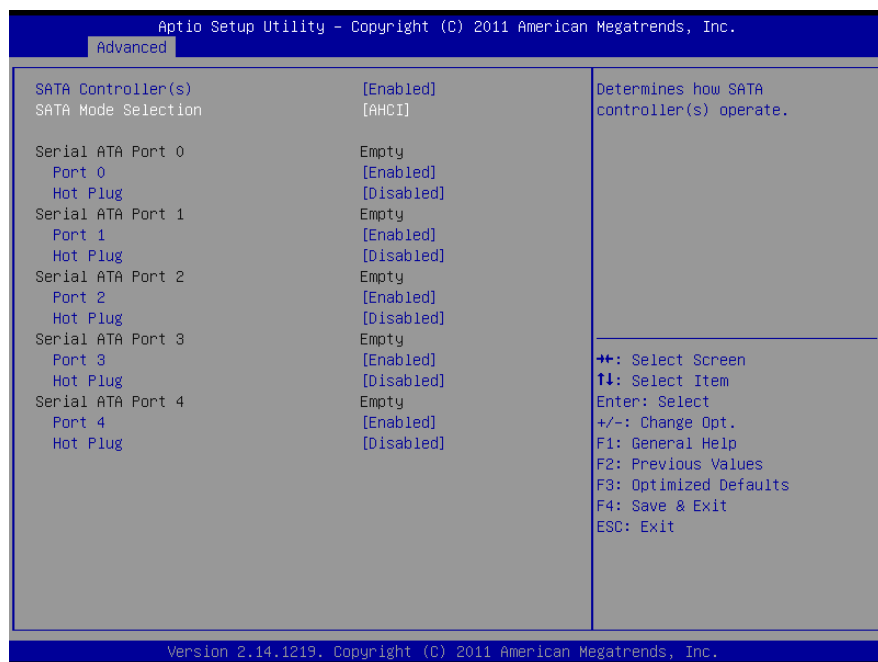 Aptio Setup Utility – Copyright (C) 2011 American Megatrends, Inc.
Advanced
SATA Controller(s) [Enabled]
SATA Mode Selection [AHCI]
Serial ATA Port 0 Empty
Port 0 [Enabled]
Hot Plug [Disabled]
Serial ATA Port 1 Empty
Port 1 [Enabled]
Hot Plug [Disabled]
Serial ATA Port 2 Empty
Port 2 [Enabled]
Hot Plug [Disabled]
Serial ATA Port 3 Empty
Port 3 [Enabled]
Hot Plug [Disabled]
Serial ATA Port 4 Empty
Port 4 [Enabled]
Hot Plug [Disabled]
Determines how SATA
controller(s) operate.
→←: Select Screen
↑↓: Select Item
Enter: Select
+/-: Change Opt.
F1: General Help
F2: Previous Values
F3: Optimized Defaults
F4: Save & Exit
ESC: Exit
Version 2.14.1219. Copyright (C) 2011 American Megatrends, Inc.